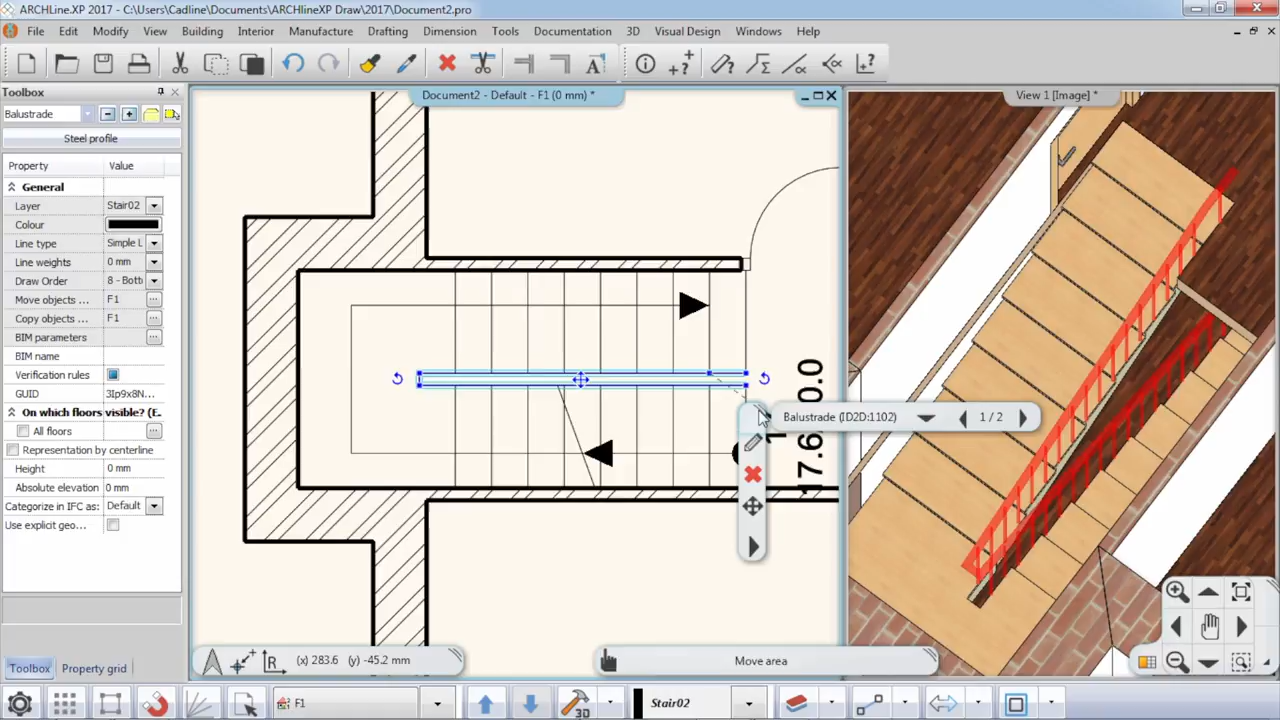 ARCHLine.XP 2017 - C:\Users\Cadline\Documents\ARCHlineXP Draw\2017\Document2.pro
File Edit Modify View Building Interior Manufacture Drafting Dimension Tools Documentation 3D Visual Design Windows Help
Toolbox
Balustrade
Steel profile
Property Value
General
Layer Stair02
Colour
Line type Simple L
Line weights 0 mm
Draw Order 8 - Bott
Move objects ... F1
Copy objects ... F1
BIM parameters
BIM name
Verification rules
GUID 3Ip9x8N...
On which floors visible? (E..
All floors
Representation by centerline
Height 0 mm
Absolute elevation 0 mm
Categorize in IFC as: Default
Use explicit geo...
Toolbox Property grid
Document2 - Default - F1 (0 mm) *
Balustrade (ID2D:1102) 1 / 2
(x) 283.6 (y) -45.2 mm
Move area
View 1 [Image] *
F1
Stair02